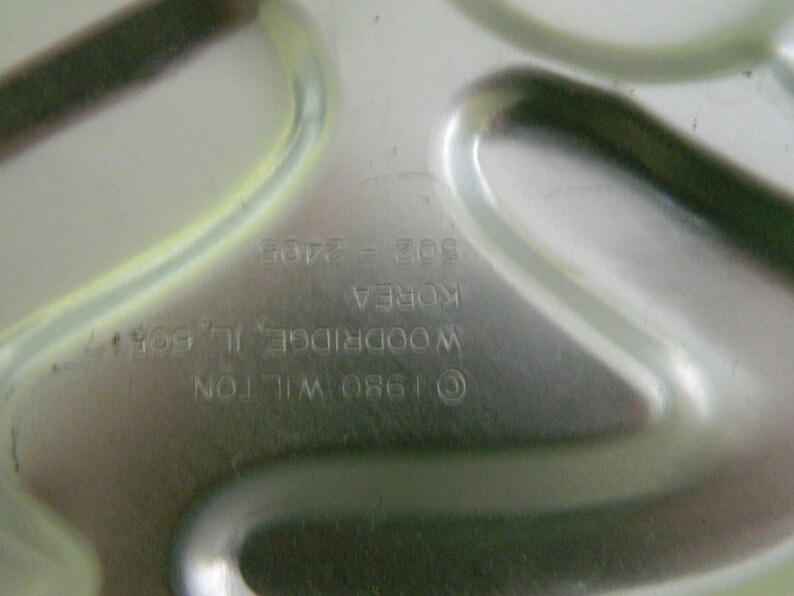 ©1980 WILTON
WOODRIDGE, IL, 60517
KOREA
502-2405